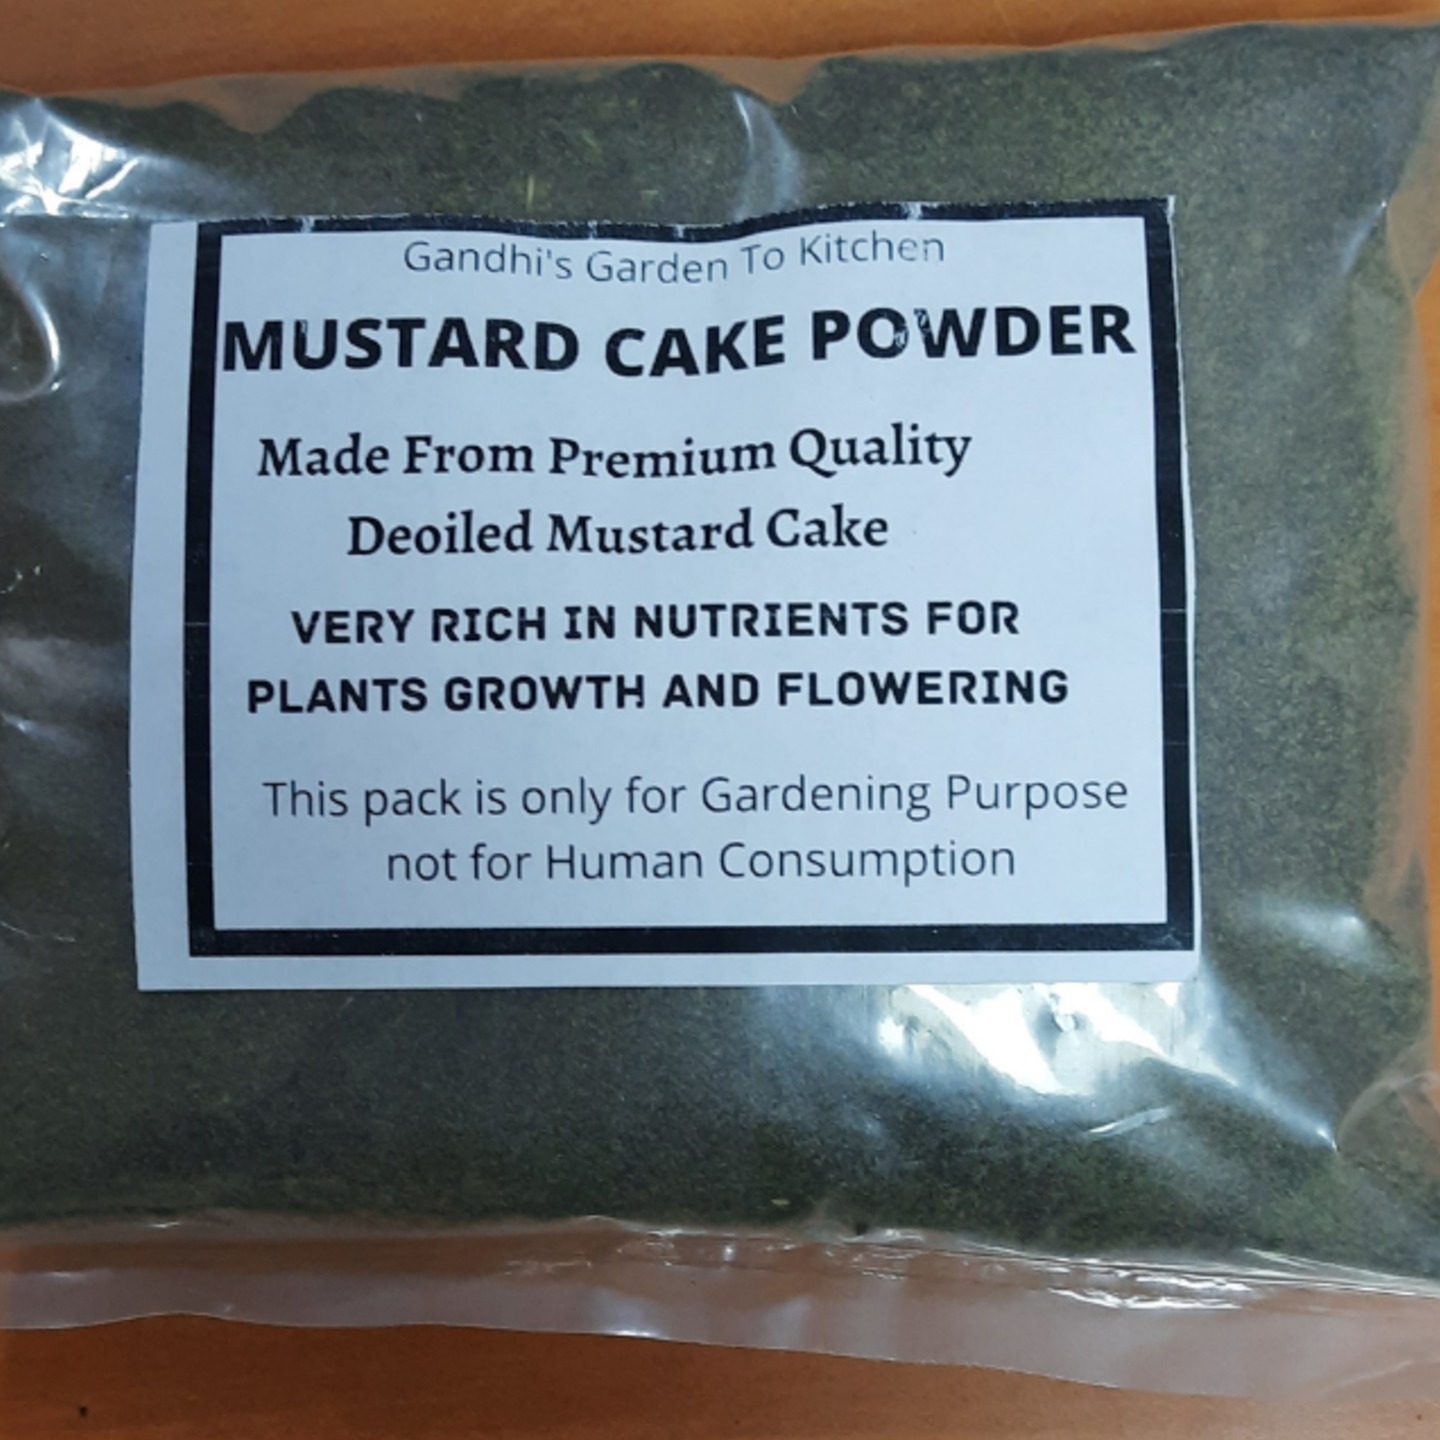 Gandhi's Garden To Kitchen
MUSTARD CAKE POWDER
Made From Premium Quality
Deoiled Mustard Cake
VERY RICH IN NUTRIENTS FOR
PLANTS GROWTH AND FLOWERING
This pack is only for Gardening Purpose
not for Human Consumption